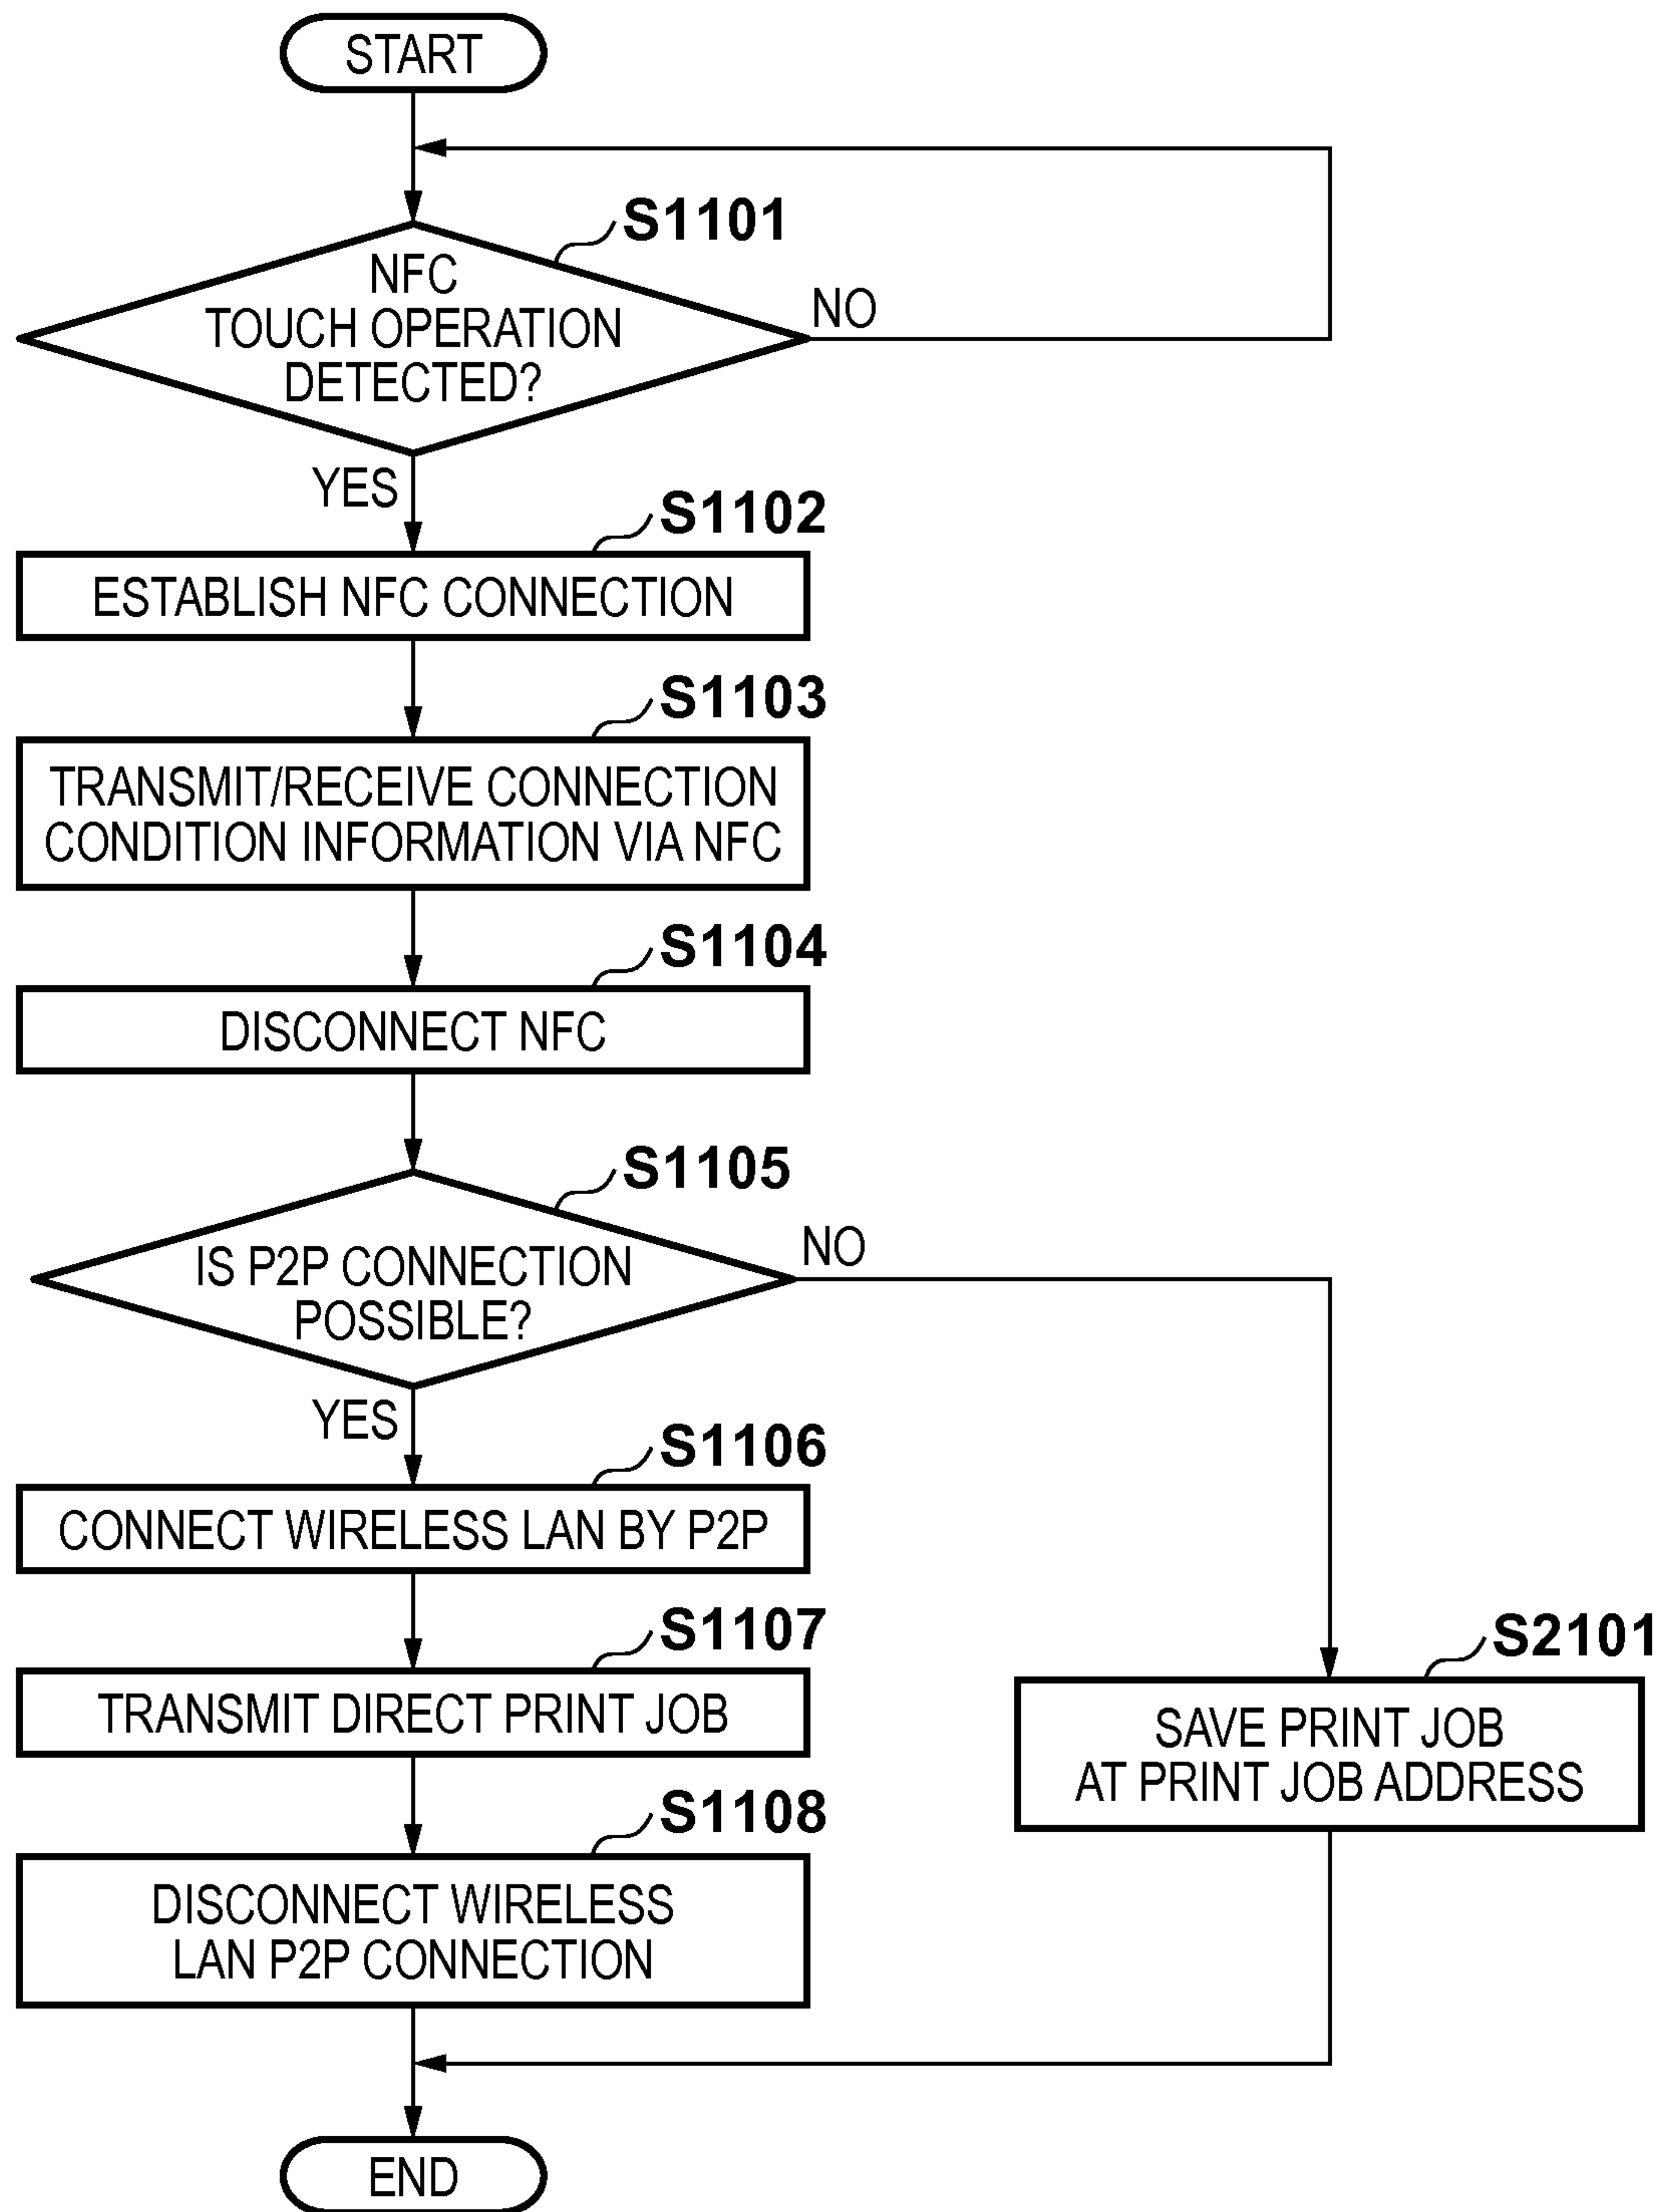 START
S1101
NFC
TOUCH OPERATION
DETECTED?
NO
YES
S1102
ESTABLISH NFC CONNECTION
S1103
TRANSMIT/RECEIVE CONNECTION
CONDITION INFORMATION VIA NFC
S1104
DISCONNECT NFC
S1105
IS P2P CONNECTION
POSSIBLE?
NO
YES
S1106
CONNECT WIRELESS LAN BY P2P
S1107
TRANSMIT DIRECT PRINT JOB
S2101
SAVE PRINT JOB
AT PRINT JOB ADDRESS
S1108
DISCONNECT WIRELESS
LAN P2P CONNECTION
END